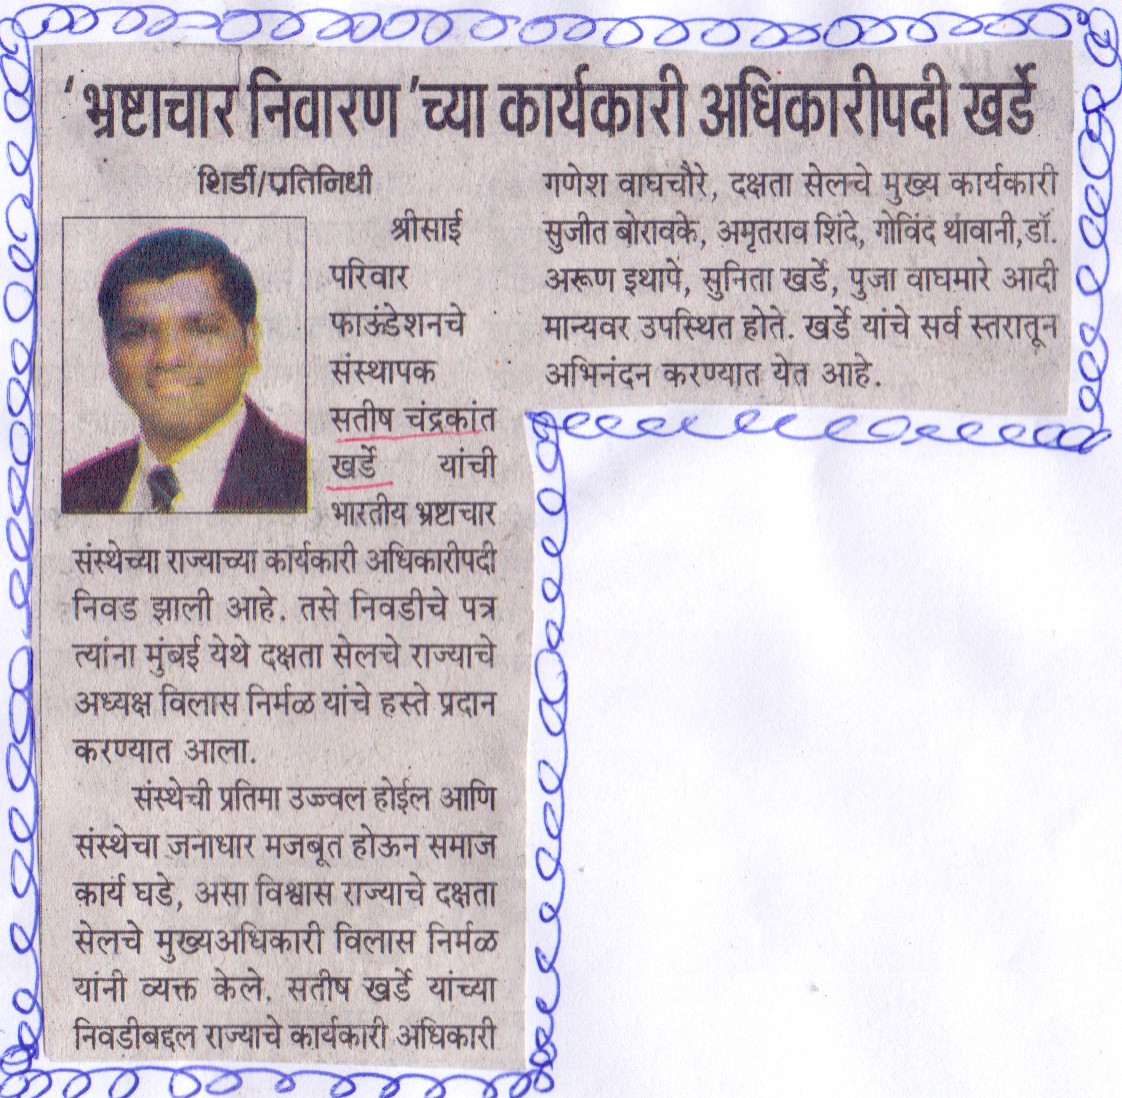 'भ्रष्टाचार निवारण'च्या कार्यकारी अधिकारीपदी खर्डे
शिर्डी/प्रतिनिधी
श्रीसाई
परिवार
फाऊंडेशनचे
संस्थापक
सतीष चंद्रकांत
खर्डे यांची
भारतीय भ्रष्टाचार
संस्थेच्या राज्याच्या कार्यकारी अधिकारीपदी
निवड झाली आहे. तसे निवडीचे पत्र
त्यांना मुंबई येथे दक्षता सेलचे राज्याचे
अध्यक्ष विलास निर्मळ यांचे हस्ते प्रदान
करण्यात आला.
संस्थेची प्रतिमा उज्वल होईल आणि
संस्थेचा जनाधार मजबूत होऊन समाज
कार्य घडे, असा विश्वास राज्याचे दक्षता
सेलचे मुख्यअधिकारी विलास निर्मळ
यांनी व्यक्त केले. सतीष खर्डे यांच्या
निवडीबद्दल राज्याचे कार्यकारी अधिकारी
गणेश वाघचौरे, दक्षता सेलचे मुख्य कार्यकारी
सुजीत बोरावके, अमृतराव शिंदे, गोविंद थावानी,डॉ.
अरूण इथापे, सुनिता खर्डे, पुजा वाघमारे आदी
मान्यवर उपस्थित होते. खर्डे यांचे सर्व स्तरातून
अभिनंदन करण्यात येत आहे.